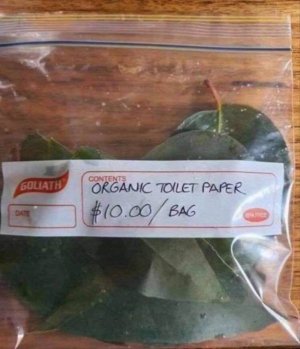 GOLIATH
CONTENTS
ORGANIC TOILET PAPER
DATE
$10.00/BAG